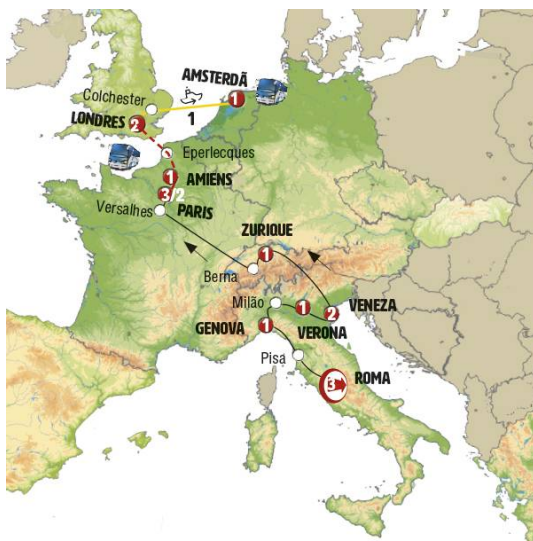 AMSTERDÃ
1
Colchester
1
LONDRES 2
Eperlecques
1 AMIENS
3/2
Versalhes PARIS
ZURIQUE
1
Berna
Milão
VENEZA
1 2
GENOVA
1 VERONA
Pisa
3 ROMA